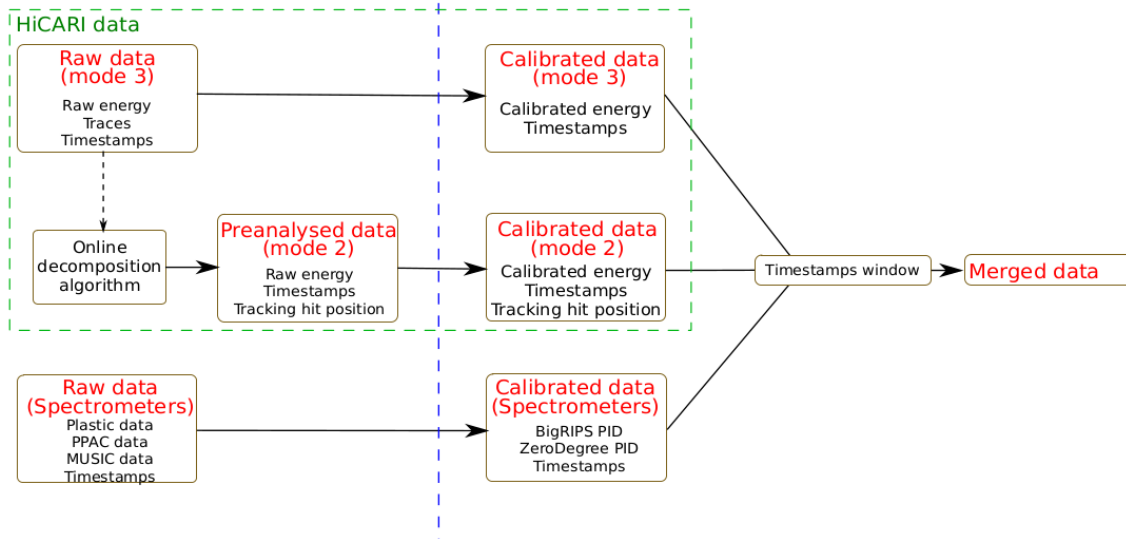 HiCARI data
Raw data
(mode 3)
Raw energy
Traces
Timestamps
Calibrated data
(mode 3)
Calibrated energy
Timestamps
Online
decomposition
algorithm
Preanalysed data
(mode 2)
Raw energy
Timestamps
Tracking hit position
Calibrated data
(mode 2)
Calibrated energy
Timestamps
Tracking hit position
Timestamps window
Merged data
Raw data
(Spectrometers)
Plastic data
PPAC data
MUSIC data
Timestamps
Calibrated data
(Spectrometers)
BigRIPS PID
ZeroDegree PID
Timestamps